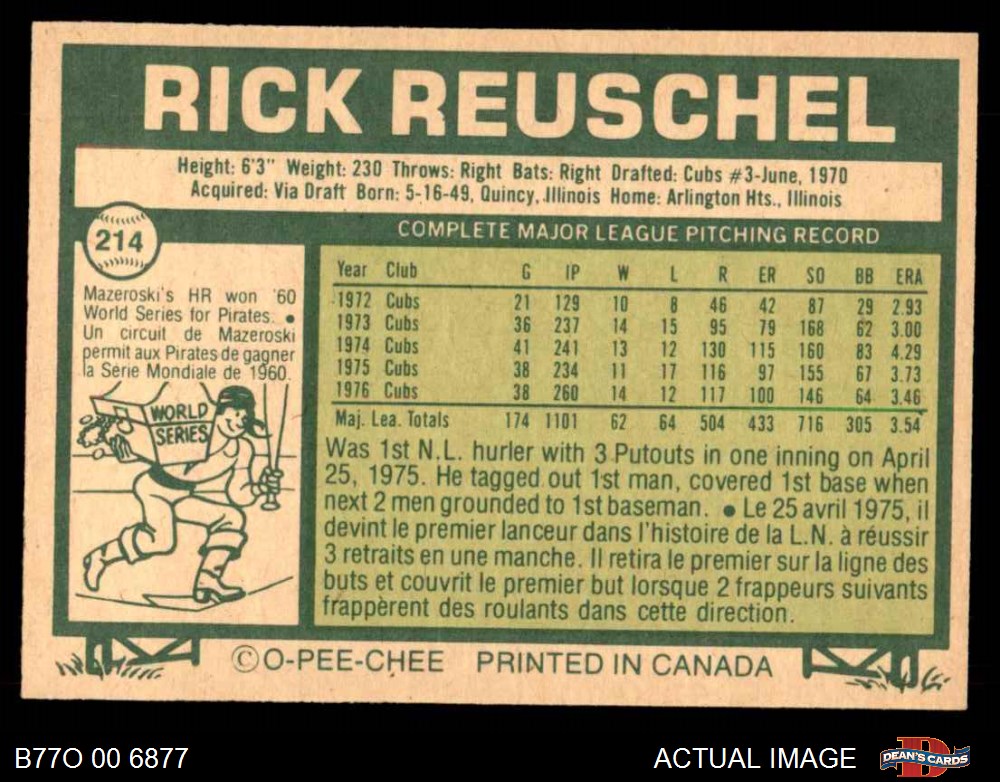 RICK REUSCHEL
Height: 6'3" Weight: 230 Throws: Right Bats: Right Drafted: Cubs #3-June, 1970
Acquired: Via Draft Born: 5-16-49, Quincy, Illinois Home: Arlington Hts., Illinois
214
Mazeroski's HR won '60
World Series for Pirates. •
Un circuit de Mazeroski
permit aux Pirates de gagner
la Série Mondiale de 1960.
WORLD
SERIES
COMPLETE MAJOR LEAGUE PITCHING RECORD
Year Club G IP W L R ER SO BB ERA
1972 Cubs 21 129 10 8 46 42 87 29 2.93
1973 Cubs 36 237 14 15 95 79 168 62 3.00
1974 Cubs 41 241 13 12 130 115 160 83 4.29
1975 Cubs 38 234 11 17 116 97 155 67 3.73
1976 Cubs 38 260 14 12 117 100 146 64 3.46
Maj. Lea. Totals 174 1101 62 64 504 433 716 305 3.54
Was 1st N.L. hurler with 3 Putouts in one inning on April
25, 1975. He tagged out 1st man, covered 1st base when
next 2 men grounded to 1st baseman. • Le 25 avril 1975, il
devint le premier lanceur dans l'histoire de la L.N. à réussir
3 retraits en une manche. Il retira le premier sur la ligne des
buts et couvrit le premier but lorsque 2 frappeurs suivants
frappèrent des roulants dans cette direction.
© O-PEE-CHEE PRINTED IN CANADA
B77O 00 6877
ACTUAL IMAGE
D
DEAN'S CARDS